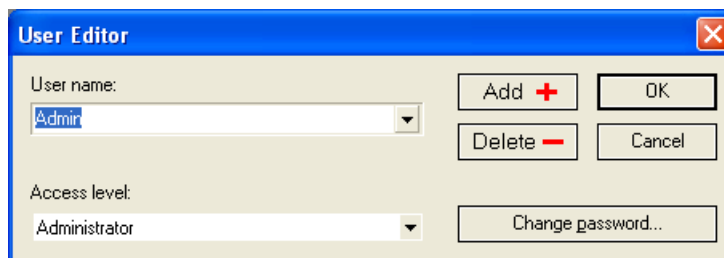 User Editor
User name:
Admin
Add +
OK
Delete −
Cancel
Access level:
Administrator
Change password...